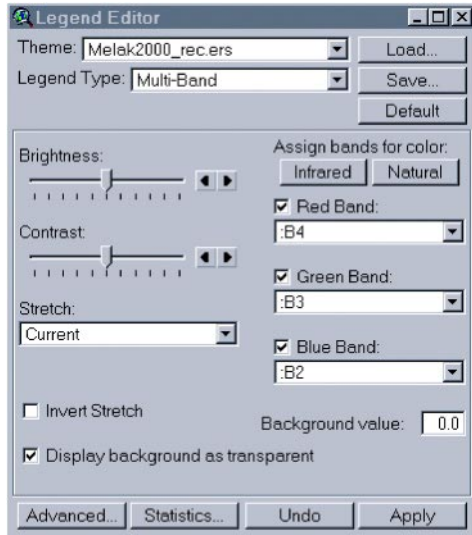 Legend Editor
Theme: Melak2000_rec.ers
Load...
Legend Type: Multi-Band
Save...
Default
Brightness:
Assign bands for color:
Infrared Natural
Red Band:
:B4
Contrast:
Green Band:
:B3
Stretch:
Current
Blue Band:
:B2
Invert Stretch
Background value: 0.0
Display background as transparent
Advanced... Statistics... Undo Apply